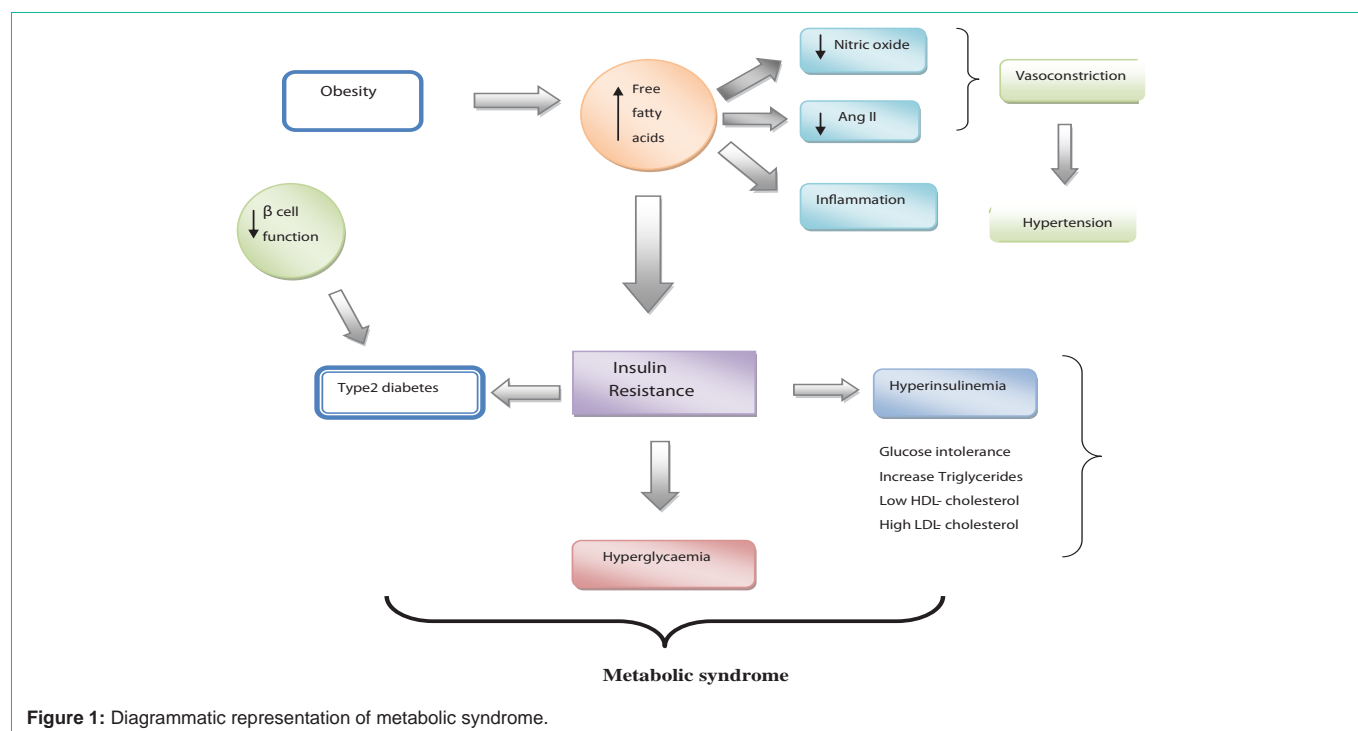 Obesity
Free
fatty
acids
Nitric oxide
Ang II
Inflammation
Vasoconstriction
Hypertension
β cell
function
Type2 diabetes
Insulin
Resistance
Hyperinsulinemia
Glucose intolerance
Increase Triglycerides
Low HDL- cholesterol
High LDL- cholesterol
Hyperglycaemia
Metabolic syndrome
Figure 1: Diagrammatic representation of metabolic syndrome.